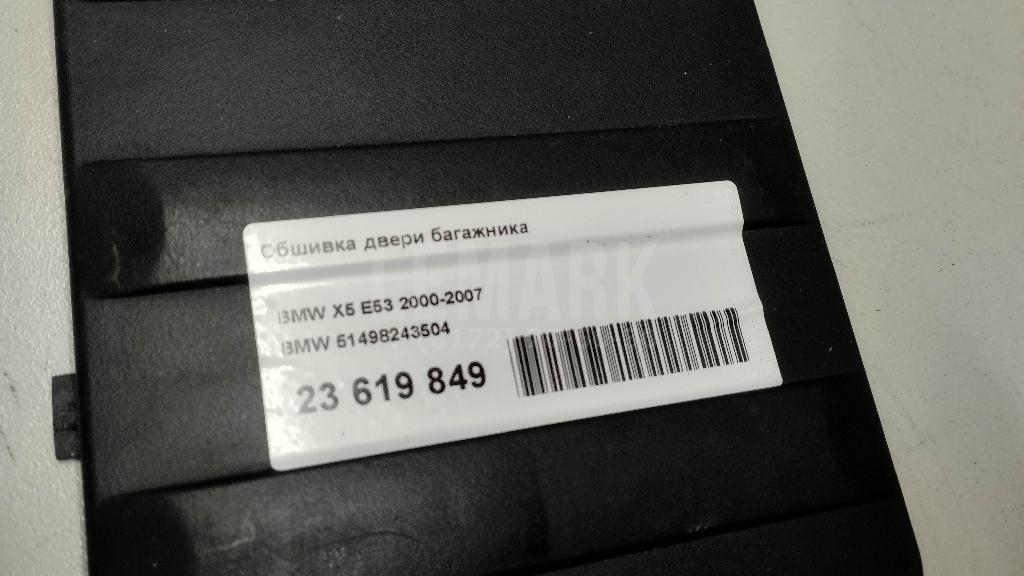 Обшивка двери багажника
BMW X5 E53 2000-2007
BMW 51498243504
23 619 849